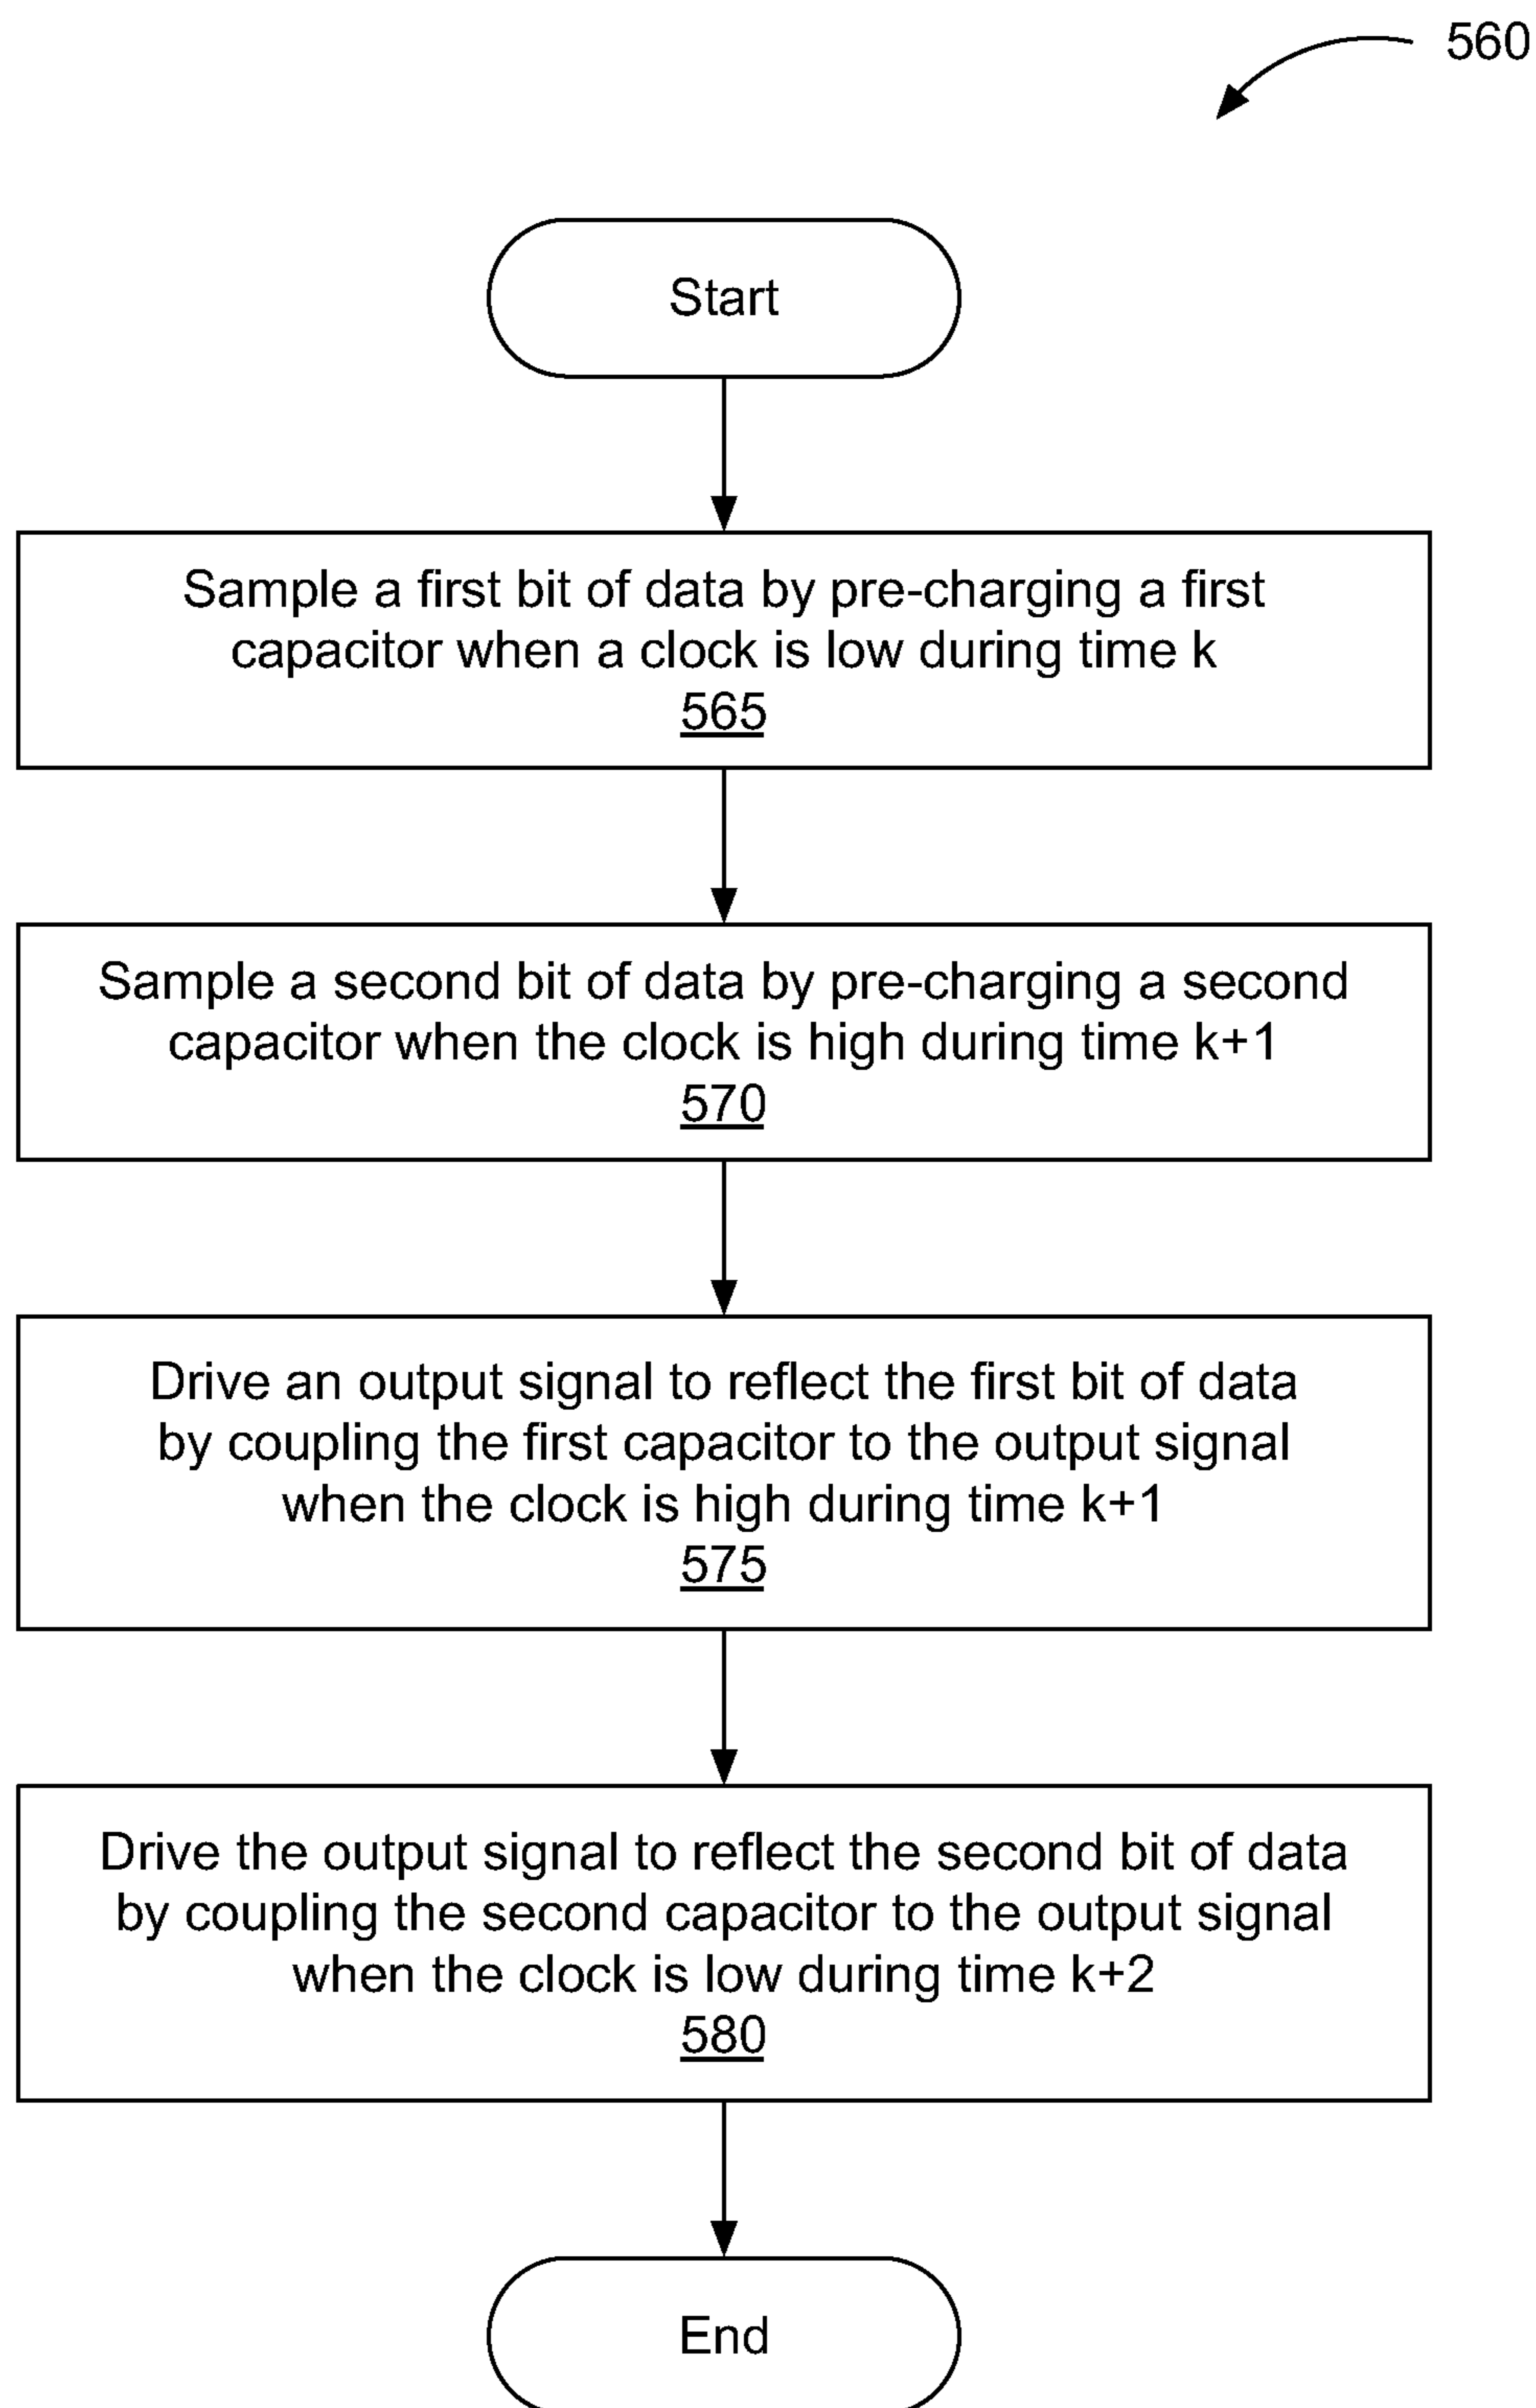 560
Start
Sample a first bit of data by pre-charging a first
capacitor when a clock is low during time k
565
Sample a second bit of data by pre-charging a second
capacitor when the clock is high during time k+1
570
Drive an output signal to reflect the first bit of data
by coupling the first capacitor to the output signal
when the clock is high during time k+1
575
Drive the output signal to reflect the second bit of data
by coupling the second capacitor to the output signal
when the clock is low during time k+2
580
End